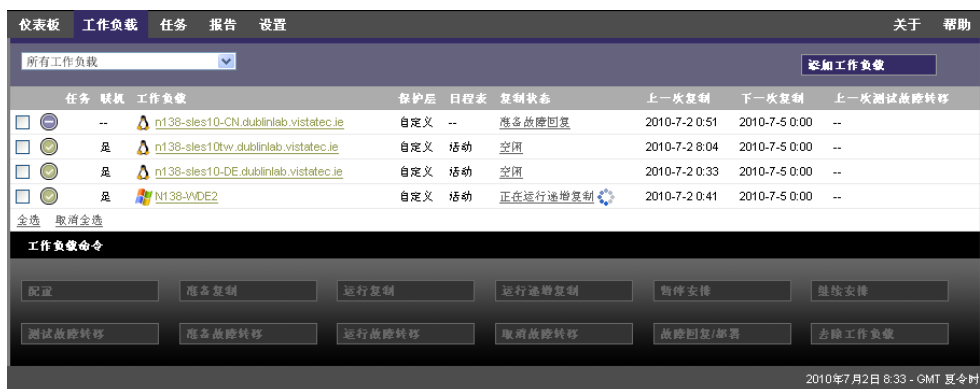 仪表板 工作负载 任务 报告 设置 关于 帮助
所有工作负载 添加工作负载
任务 联机 工作负载 保护层 日程表 复制状态 上一次复制 下一次复制 上一次测试故障转移
-- n138-sles10-CN.dublinlab.vistatec.ie 自定义 -- 准备故障回复 2010-7-2 0:51 2010-7-5 0:00 --
是 n138-sles10tw.dublinlab.vistatec.ie 自定义 活动 空闲 2010-7-2 8:04 2010-7-5 0:00 --
是 n138-sles10-DE.dublinlab.vistatec.ie 自定义 活动 空闲 2010-7-2 0:33 2010-7-5 0:00 --
是 N138-WDE2 自定义 活动 正在运行递增复制 2010-7-2 0:41 2010-7-5 0:00 --
全选 取消全选
工作负载命令
配置 准备复制 运行复制 运行递增复制 暂停安排 继续安排
测试故障转移 准备故障转移 运行故障转移 取消故障转移 故障回复/部署 去除工作负载
2010年7月2日 8:33 - GMT 夏令时